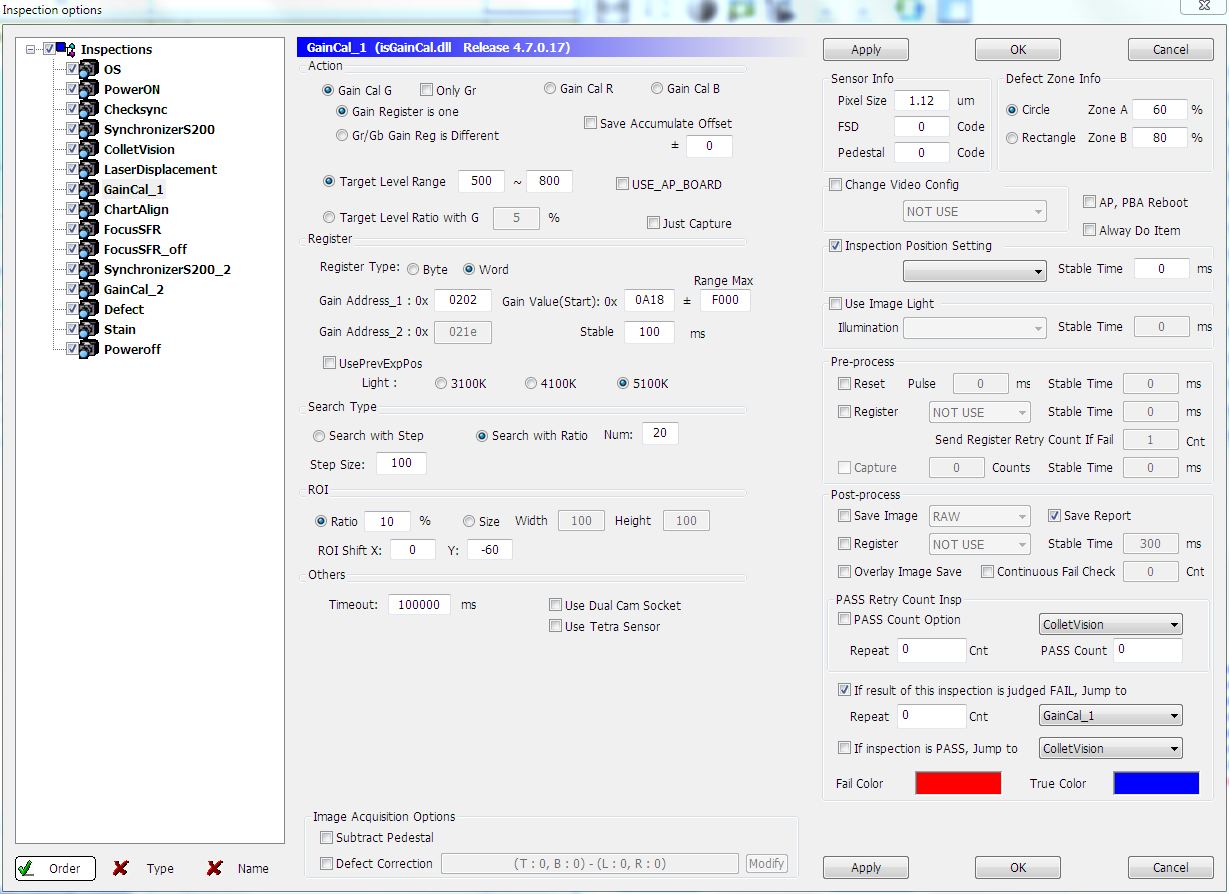 Inspection options
Inspections
OS
PowerON
Checksync
SynchronizerS200
ColletVision
LaserDisplacement
GainCal_1
ChartAlign
FocusSFR
FocusSFR_off
SynchronizerS200_2
GainCal_2
Defect
Stain
Poweroff
Order Type Name
GainCal_1 (isGainCal.dll Release 4.7.0.17)
Action
Gain Cal G Only Gr Gain Cal R Gain Cal B
Gain Register is one
Save Accumulate Offset
Gr/Gb Gain Reg is Different
± 0
Target Level Range 500 ~ 800 USE_AP_BOARD
Target Level Ratio with G 5 % Just Capture
Register
Register Type: Byte Word
Range Max
Gain Address_1 : 0x 0202 Gain Value(Start): 0x 0A18 ± F000
Gain Address_2 : 0x 021e Stable 100 ms
UsePrevExpPos
Light : 3100K 4100K 5100K
Search Type
Search with Step Search with Ratio Num: 20
Step Size: 100
ROI
Ratio 10 % Size Width 100 Height 100
ROI Shift X: 0 Y: -60
Others
Timeout: 100000 ms Use Dual Cam Socket
Use Tetra Sensor
Image Acquisition Options
Subtract Pedestal
Defect Correction (T : 0, B : 0) - (L : 0, R : 0) Modify
Apply OK Cancel
Sensor Info
Pixel Size 1.12 um
FSD 0 Code
Pedestal 0 Code
Defect Zone Info
Circle Zone A 60 %
Rectangle Zone B 80 %
Change Video Config
NOT USE
AP, PBA Reboot
Alway Do Item
Inspection Position Setting
Stable Time 0 ms
Use Image Light
Illumination Stable Time 0 ms
Pre-process
Reset Pulse 0 ms Stable Time 0 ms
Register NOT USE Stable Time 0 ms
Send Register Retry Count If Fail 1 Cnt
Capture 0 Counts Stable Time 0 ms
Post-process
Save Image RAW Save Report
Register NOT USE Stable Time 300 ms
Overlay Image Save Continuous Fail Check 0 Cnt
PASS Retry Count Insp
PASS Count Option ColletVision
Repeat 0 Cnt PASS Count 0
If result of this inspection is judged FAIL, Jump to
Repeat 0 Cnt GainCal_1
If inspection is PASS, Jump to ColletVision
Fail Color True Color
Apply OK Cancel